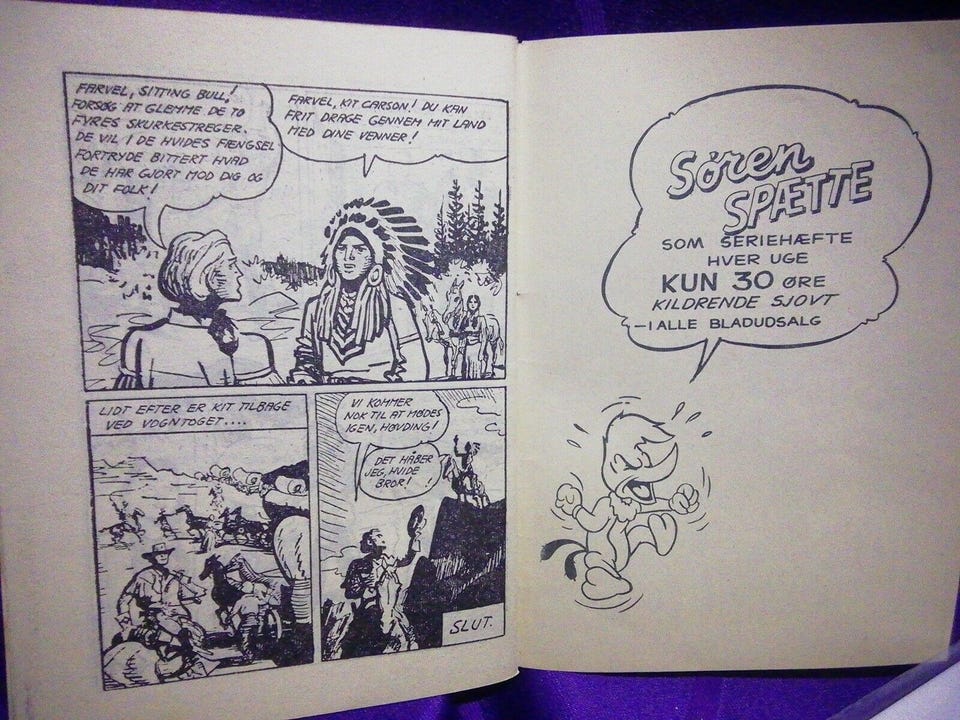 FARVEL, SITTING BULL!
FORSØG AT GLEMME DE TO
FYRES SKURKESTREGER.
DE VIL I DE HVIDES FÆNGSEL
FORTRYDE BITTERT HVAD
DE HAR GJORT MOD DIG OG
DIT FOLK!
FARVEL, KIT CARSON! DU KAN
FRIT DRAGE GENNEM MIT LAND
MED DINE VENNER!
LIDT EFTER ER KIT TILBAGE
VED VOGNTOGET....
VI KOMMER
NOK TIL AT MØDES
IGEN, HØVDING!
DET HÅBER
JEG, HVIDE
BROR!
SLUT.
Søren
SPÆTTE
SOM SERIEHÆFTE
HVER UGE
KUN 30 ØRE
KILDRENDE SJOVT
—I ALLE BLADUDSALG